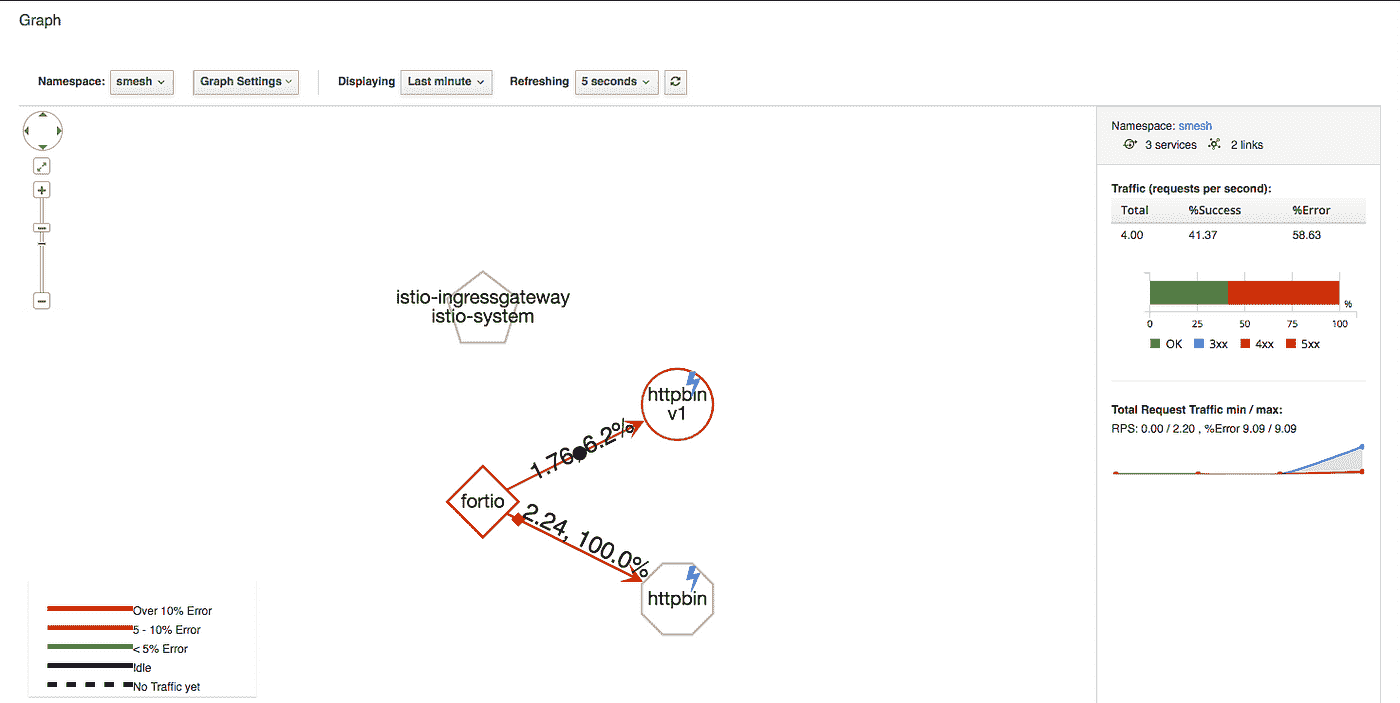 Graph
Namespace: smesh Graph Settings Displaying Last minute Refreshing 5 seconds
Namespace: smesh
3 services 2 links
Traffic (requests per second):
Total %Success %Error
4.00 41.37 58.63
%
0 25 50 75 100
OK 3xx 4xx 5xx
Total Request Traffic min / max:
RPS: 0.00 / 2.20 , %Error 9.09 / 9.09
istio-ingressgateway
istio-system
httpbin
v1
1.76, 6.2%
fortio
2.24, 100.0%
httpbin
Over 10% Error
5 - 10% Error
< 5% Error
Idle
No Traffic yet